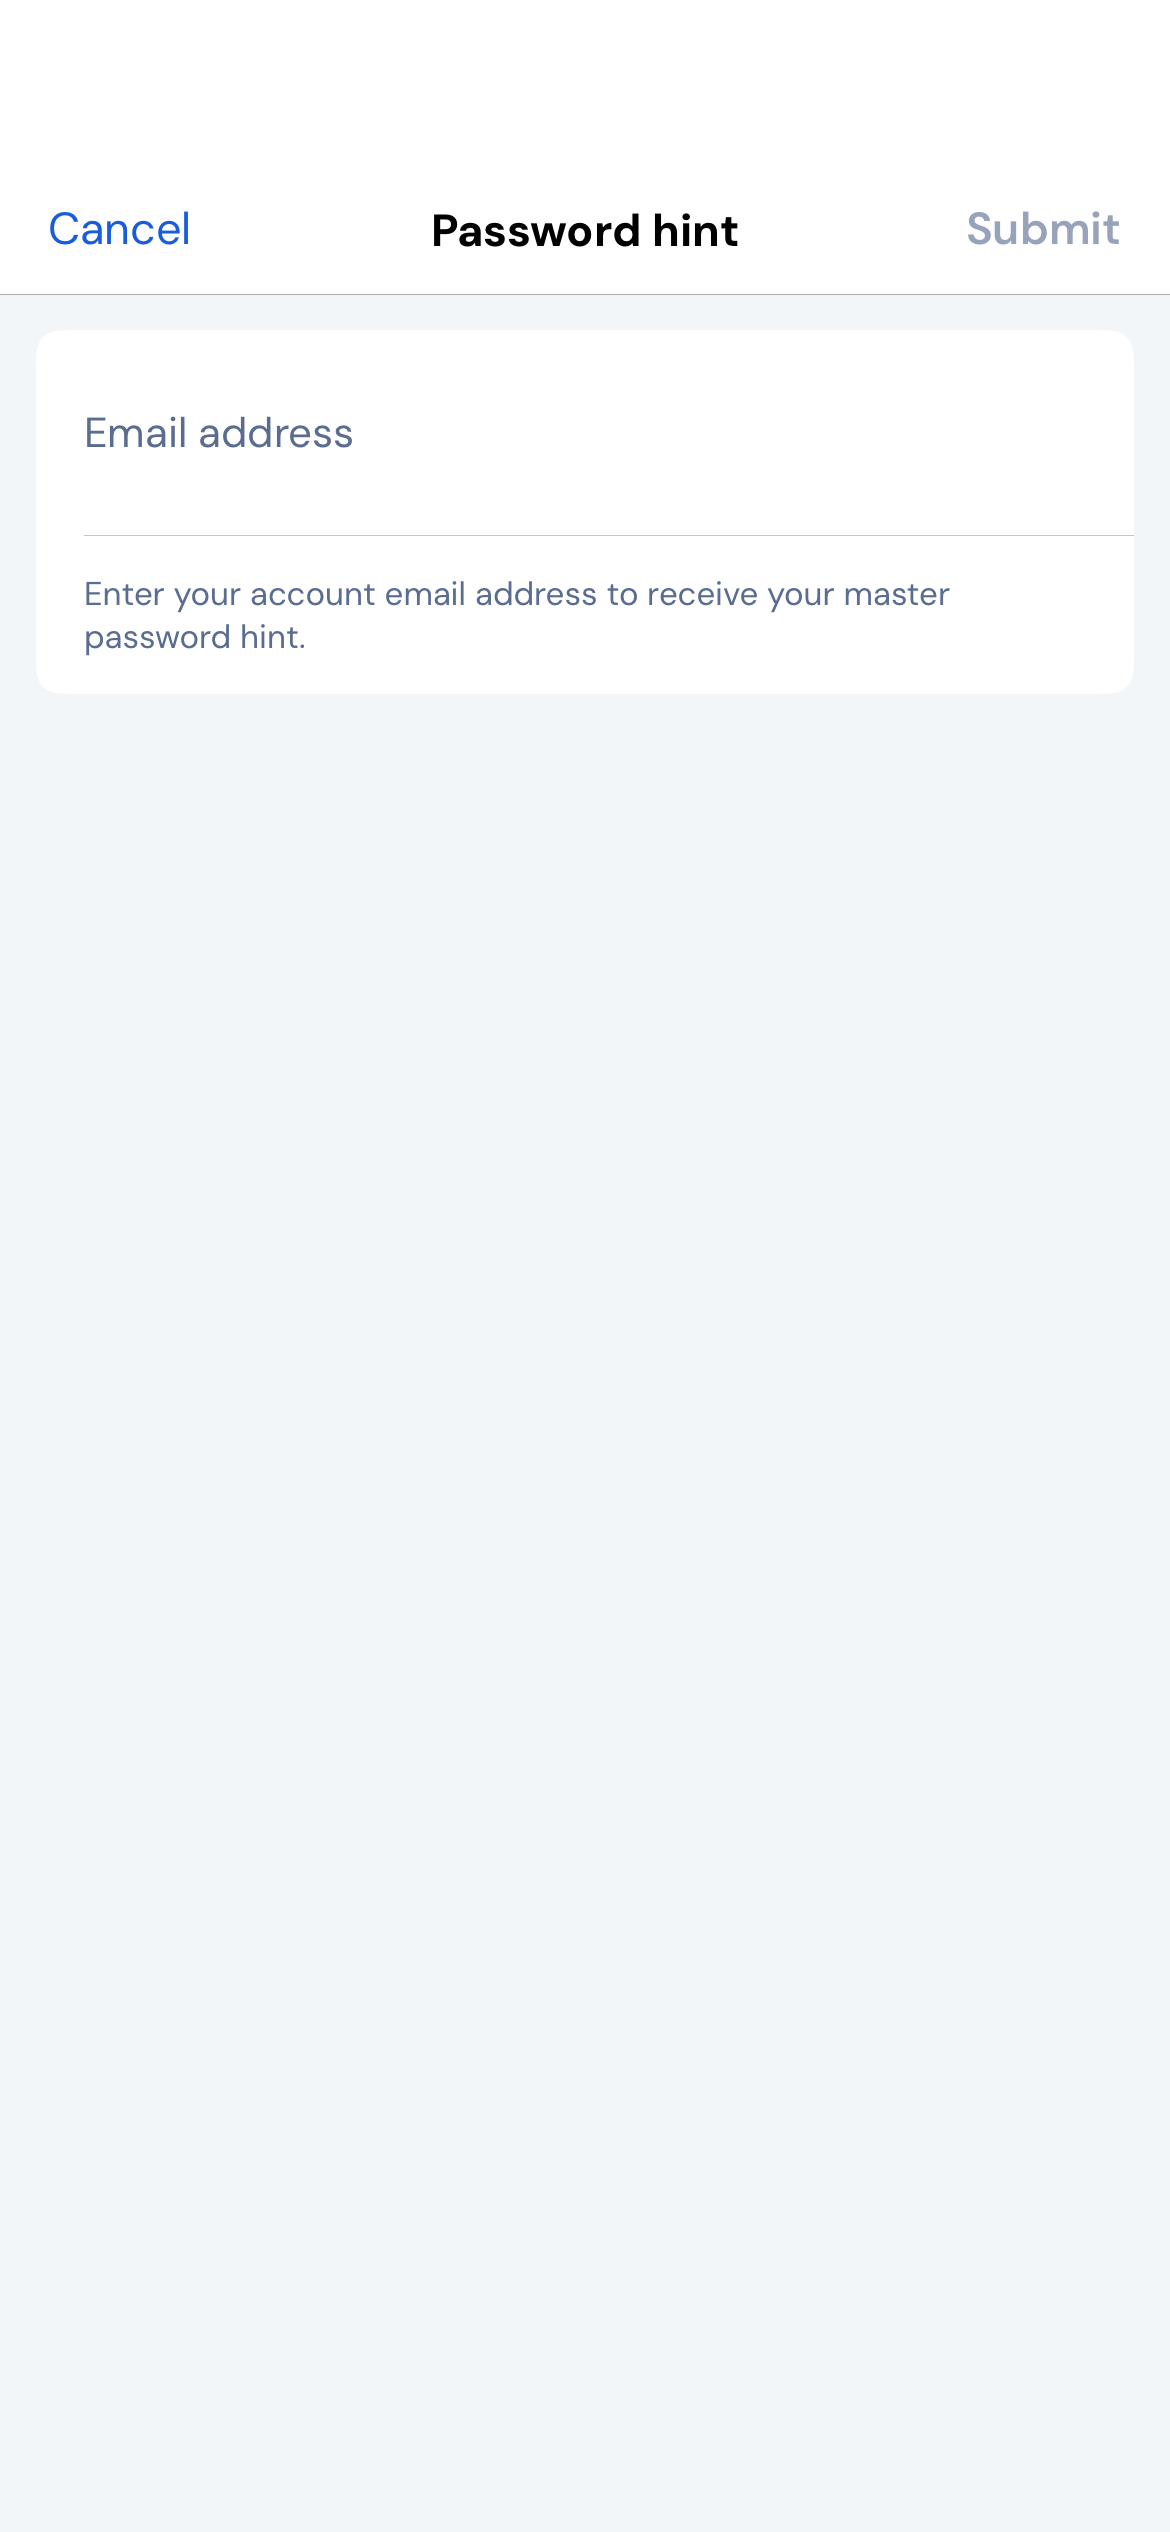 Cancel
Password hint
Submit
Email address
Enter your account email address to receive your master
password hint.